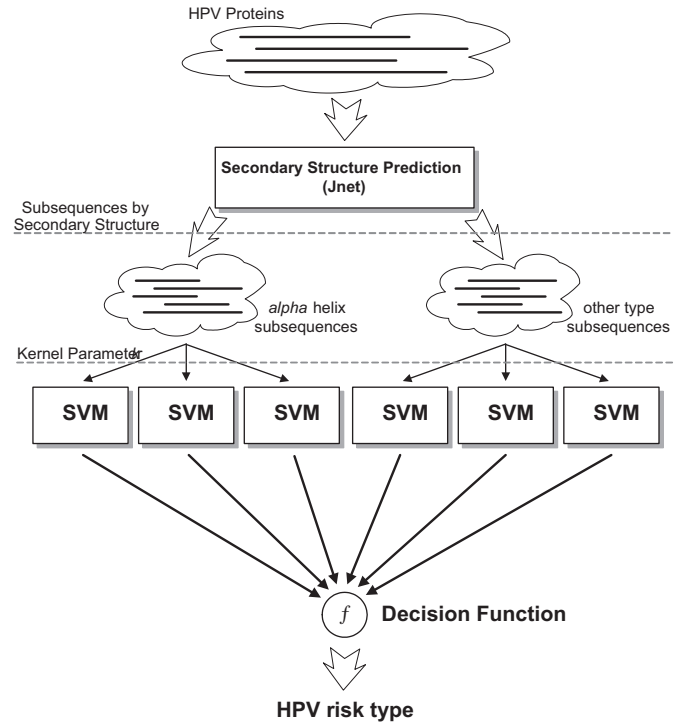 HPV Proteins
Secondary Structure Prediction
(Jnet)
Subsequences by
Secondary Structure
alpha helix
subsequences
other type
subsequences
Kernel Parameter k
SVM SVM SVM SVM SVM SVM
f Decision Function
HPV risk type